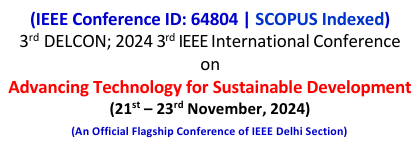 (IEEE Conference ID: 64804 | SCOPUS Indexed)
3rd DELCON; 2024 3rd IEEE International Conference
on
Advancing Technology for Sustainable Development
(21st – 23rd November, 2024)
(An Official Flagship Conference of IEEE Delhi Section)